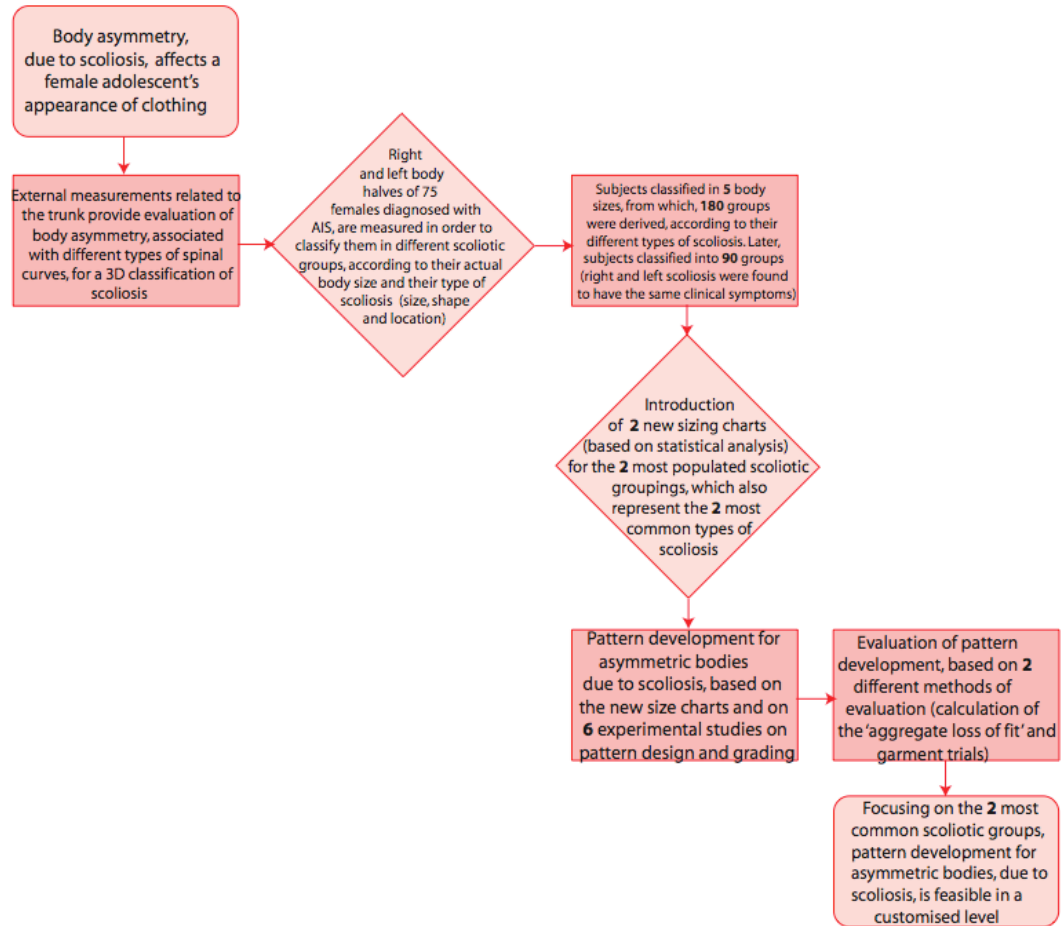 Body asymmetry,
due to scoliosis, affects a
female adolescent's
appearance of clothing
External measurements related to
the trunk provide evaluation of
body asymmetry, associated
with different types of spinal
curves, for a 3D classification of
scoliosis
Right
and left body
halves of 75
females diagnosed with
AIS, are measured in order to
classify them in different scoliotic
groups, according to their actual
body size and their type of
scoliosis (size, shape
and location)
Subjects classified in 5 body
sizes, from which, 180 groups
were derived, according to their
different types of scoliosis. Later,
subjects classified into 90 groups
(right and left scoliosis were found
to have the same clinical symptoms)
Introduction
of 2 new sizing charts
(based on statistical analysis)
for the 2 most populated scoliotic
groupings, which also
represent the 2 most
common types of
scoliosis
Pattern development for
asymmetric bodies
due to scoliosis, based on
the new size charts and on
6 experimental studies on
pattern design and grading
Evaluation of pattern
development, based on 2
different methods of
evaluation (calculation of
the 'aggregate loss of fit' and
garment trials)
Focusing on the 2 most
common scoliotic groups,
pattern development for
asymmetric bodies, due to
scoliosis, is feasible in a
customised level